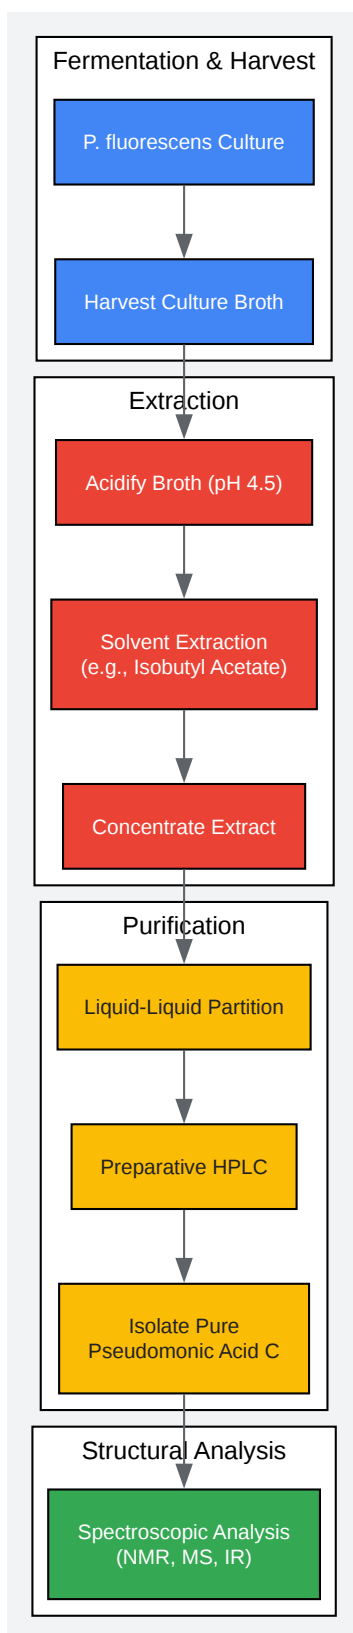 Fermentation & Harvest
P. fluorescens Culture
Harvest Culture Broth
Extraction
Acidify Broth (pH 4.5)
Solvent Extraction
(e.g., Isobutyl Acetate)
Concentrate Extract
Purification
Liquid-Liquid Partition
Preparative HPLC
Isolate Pure
Pseudomonic Acid C
Structural Analysis
Spectroscopic Analysis
(NMR, MS, IR)